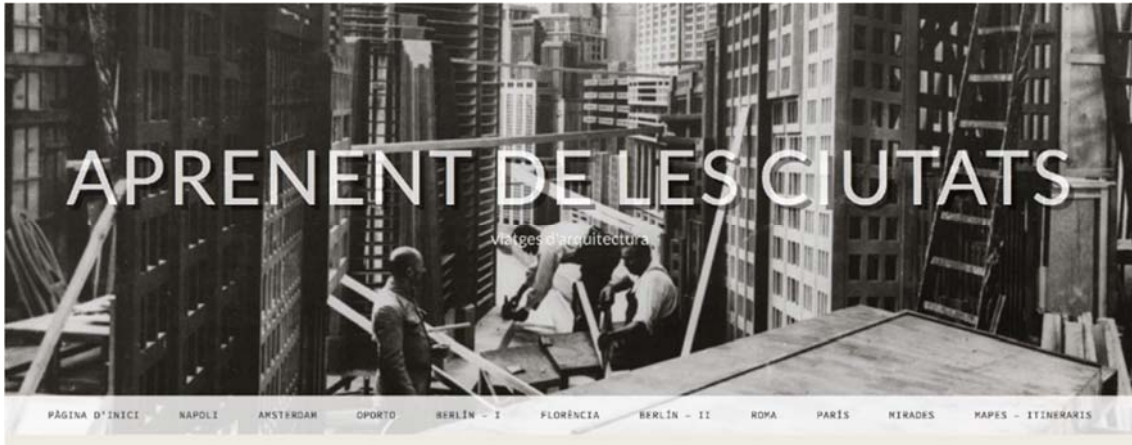 APRENENT DE LES CIUTATS
viatges d'arquitectura
PÀGINA D'INICI NAPOLI AMSTERDAM OPORTO BERLÍN – I FLORÈNCIA BERLÍN – II ROMA PARÍS MIRADES MAPES – ITINERARIS